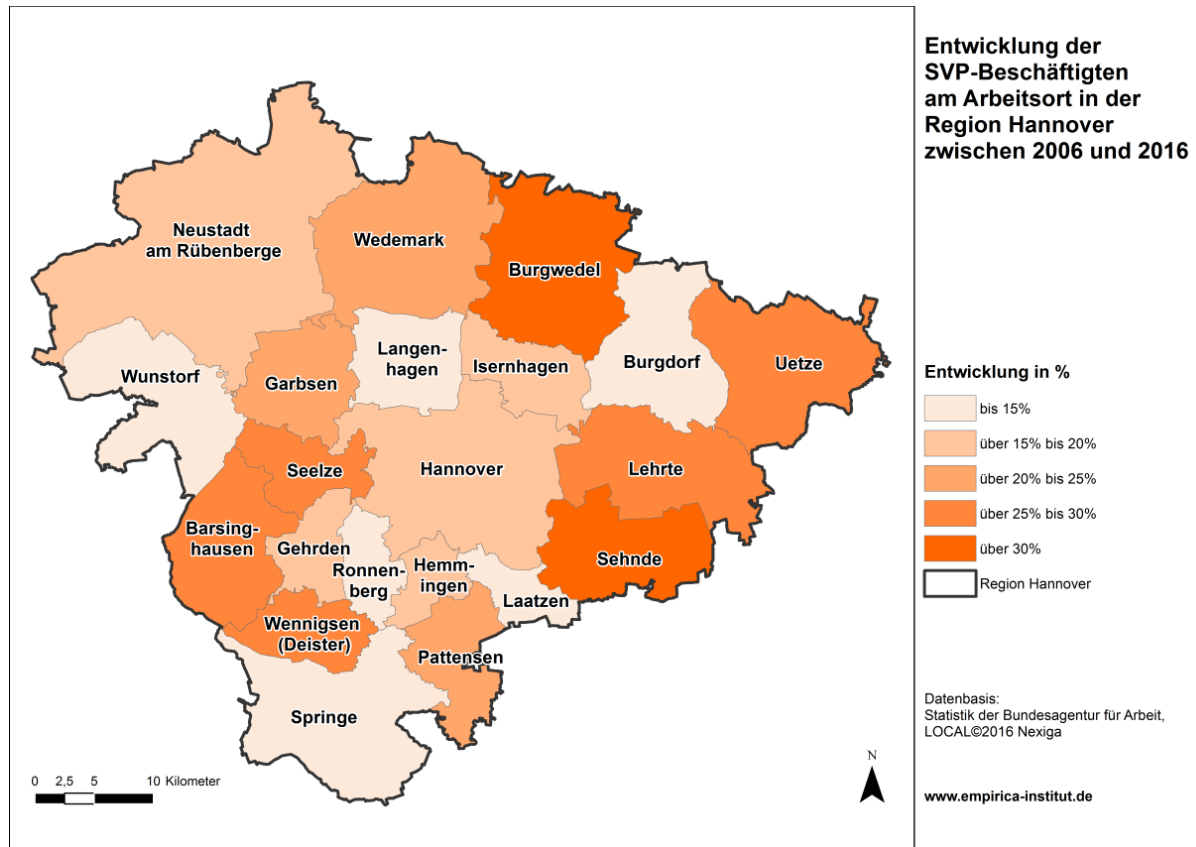 Entwicklung der
SVP-Beschäftigten
am Arbeitsort in der
Region Hannover
zwischen 2006 und 2016
Neustadt
am Rübenberge
Wedemark
Burgwedel
Wunstorf
Garbsen
Langen-
hagen
Isernhagen
Burgdorf
Uetze
Seelze
Hannover
Lehrte
Barsing-
hausen
Gehrden
Ronnen-
berg
Hemm-
ingen
Laatzen
Sehnde
Wennigsen
(Deister)
Pattensen
Springe
Entwicklung in %
bis 15%
über 15% bis 20%
über 20% bis 25%
über 25% bis 30%
über 30%
Region Hannover
Datenbasis:
Statistik der Bundesagentur für Arbeit,
LOCAL©2016 Nexiga
www.empirica-institut.de
0 2,5 5 10 Kilometer
N